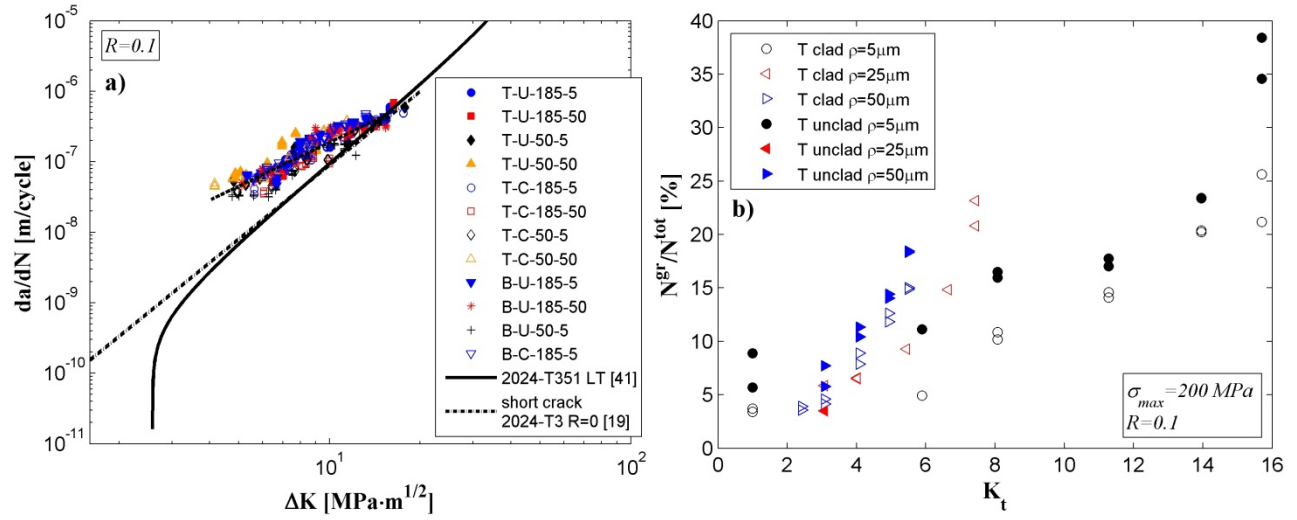 R=0.1
a)
10^-5
10^-6
10^-7
10^-8
10^-9
10^-10
10^-11
da/dN [m/cycle]
10^1
10^2
ΔK [MPa·m^1/2]
T-U-185-5
T-U-185-50
T-U-50-5
T-U-50-50
T-C-185-5
T-C-185-50
T-C-50-5
T-C-50-50
B-U-185-5
B-U-185-50
B-U-50-5
B-C-185-5
2024-T351 LT [41]
short crack
2024-T3 R=0 [19]
T clad ρ=5μm
T clad ρ=25μm
T clad ρ=50μm
T unclad ρ=5μm
T unclad ρ=25μm
T unclad ρ=50μm
b)
40
35
30
25
20
15
10
5
0
N^gr/N^tot [%]
0 2 4 6 8 10 12 14 16
K_t
σ_max=200 MPa
R=0.1